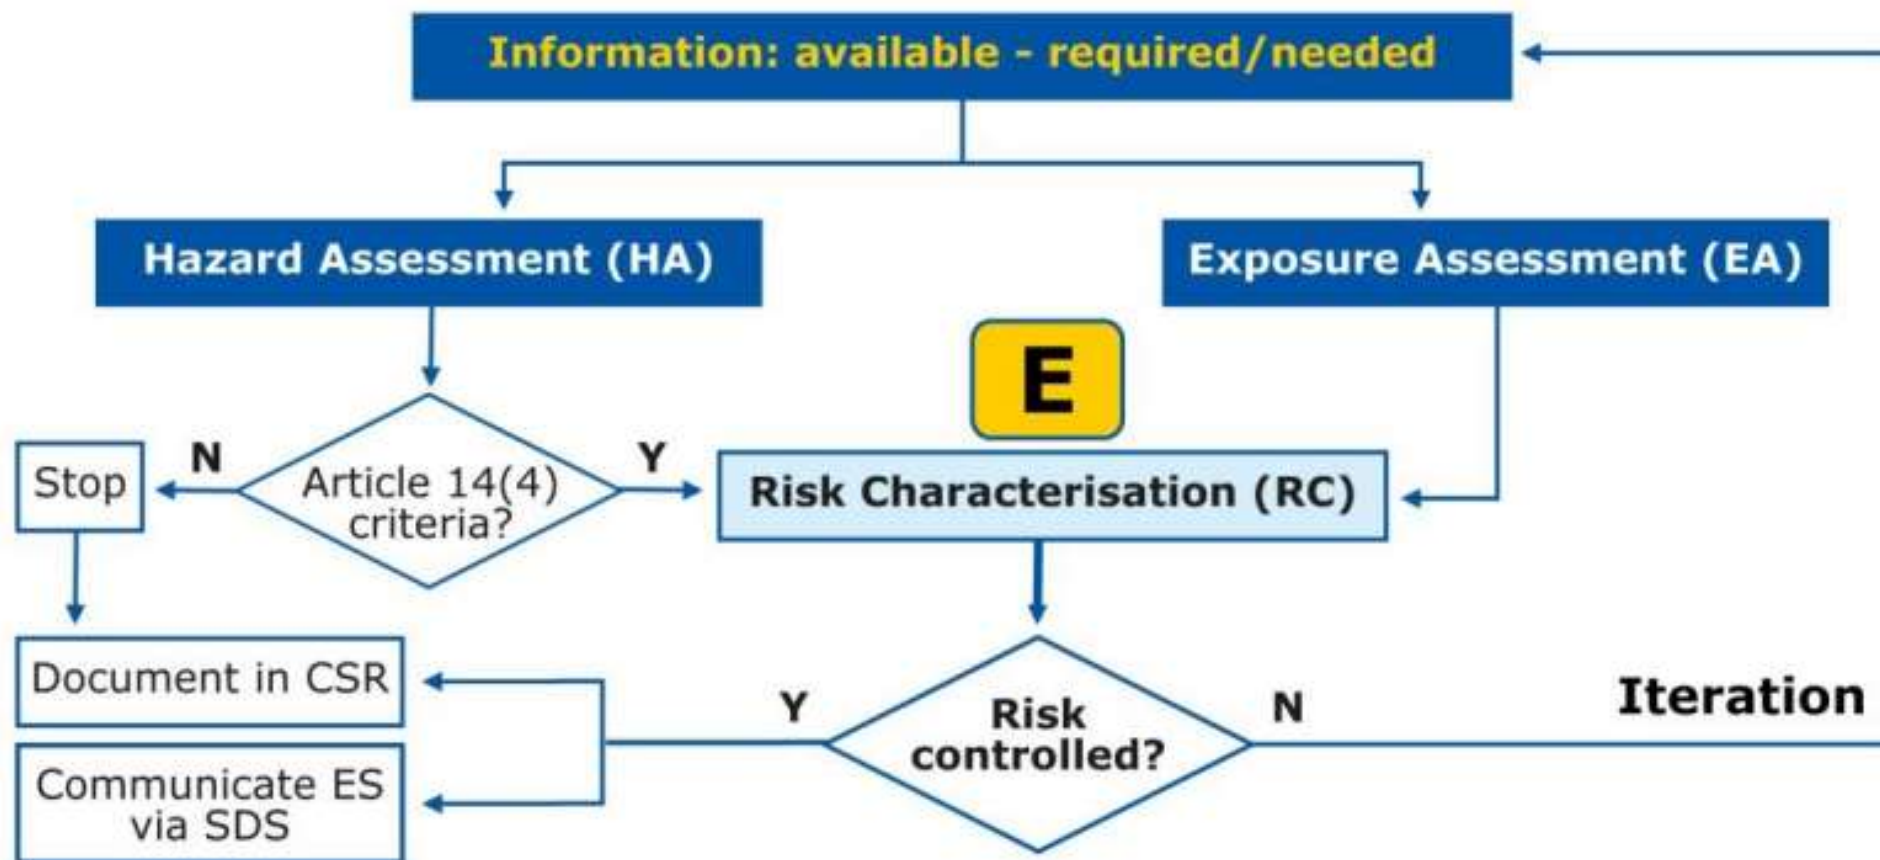 Information: available - required/needed
Hazard Assessment (HA)
Exposure Assessment (EA)
E
N
Y
Stop
Article 14(4)
criteria?
Risk Characterisation (RC)
Document in CSR
Y
Risk
controlled?
N
Iteration
Communicate ES
via SDS